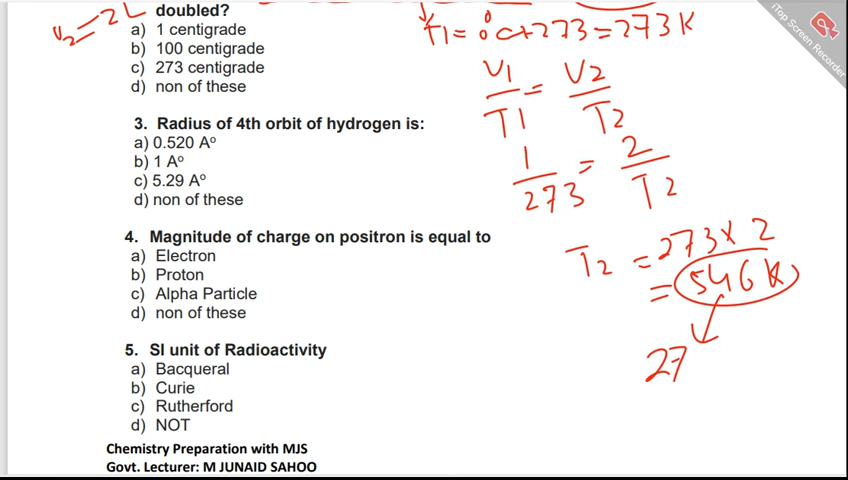 doubled?
V2=2L
a) 1 centigrade
b) 100 centigrade
c) 273 centigrade
d) non of these
T1= 0°C+273=273K
V1/T1 = V2/T2
1/273 = 2/T2
T2 = 273×2
= 546K
27
3. Radius of 4th orbit of hydrogen is:
a) 0.520 A°
b) 1 A°
c) 5.29 A°
d) non of these
4. Magnitude of charge on positron is equal to
a) Electron
b) Proton
c) Alpha Particle
d) non of these
5. SI unit of Radioactivity
a) Bacqueral
b) Curie
c) Rutherford
d) NOT
Chemistry Preparation with MJS
Govt. Lecturer: M JUNAID SAHOO
iTop Screen Recorder